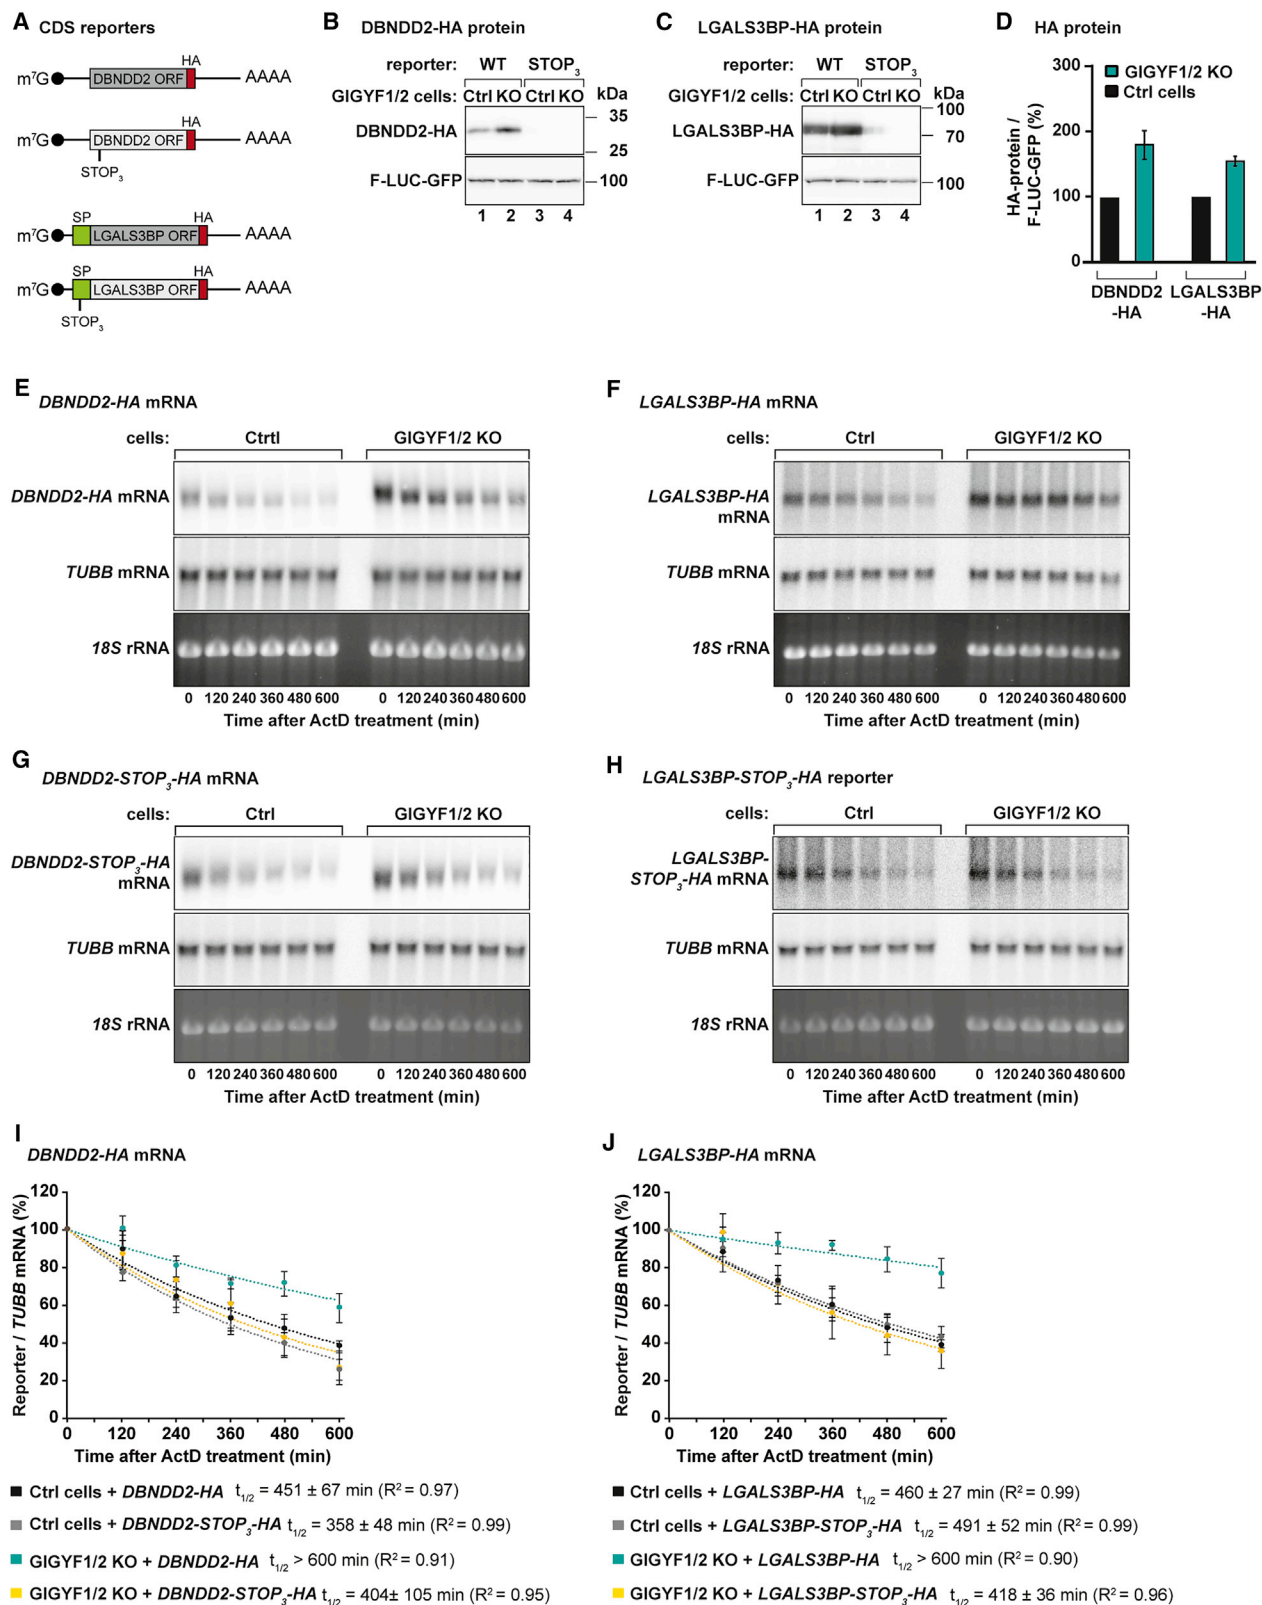 A CDS reporters
HA
m⁷G DBNDD2 ORF AAAA
HA
m⁷G DBNDD2 ORF AAAA
STOP₃
SP HA
m⁷G LGALS3BP ORF AAAA
SP HA
m⁷G LGALS3BP ORF AAAA
STOP₃
B DBNDD2-HA protein
reporter: WT STOP₃
GIGYF1/2 cells: Ctrl KO Ctrl KO kDa
DBNDD2-HA
35
25
F-LUC-GFP 100
1 2 3 4
C LGALS3BP-HA protein
reporter: WT STOP₃
GIGYF1/2 cells: Ctrl KO Ctrl KO kDa
100
LGALS3BP-HA 70
F-LUC-GFP 100
1 2 3 4
D HA protein
HA-protein /
F-LUC-GFP (%)
300
200
100
0
GIGYF1/2 KO
Ctrl cells
DBNDD2
-HA
LGALS3BP
-HA
E DBNDD2-HA mRNA
cells: Ctrtl GIGYF1/2 KO
DBNDD2-HA mRNA
TUBB mRNA
18S rRNA
0 120 240 360 480 600 0 120 240 360 480 600
Time after ActD treatment (min)
F LGALS3BP-HA mRNA
cells: Ctrl GIGYF1/2 KO
LGALS3BP-HA
mRNA
TUBB mRNA
18S rRNA
0 120 240 360 480 600 0 120 240 360 480 600
Time after ActD treatment (min)
G DBNDD2-STOP₃-HA mRNA
cells: Ctrl GIGYF1/2 KO
DBNDD2-STOP₃-HA
mRNA
TUBB mRNA
18S rRNA
0 120 240 360 480 600 0 120 240 360 480 600
Time after ActD treatment (min)
H LGALS3BP-STOP₃-HA reporter
cells: Ctrl GIGYF1/2 KO
LGALS3BP-
STOP₃-HA mRNA
TUBB mRNA
18S rRNA
0 120 240 360 480 600 0 120 240 360 480 600
Time after ActD treatment (min)
I DBNDD2-HA mRNA
Reporter / TUBB mRNA (%)
120
100
80
60
40
20
0
0 120 240 360 480 600
Time after ActD treatment (min)
Ctrl cells + DBNDD2-HA t₁/₂ = 451 ± 67 min (R² = 0.97)
Ctrl cells + DBNDD2-STOP₃-HA t₁/₂ = 358 ± 48 min (R² = 0.99)
GIGYF1/2 KO + DBNDD2-HA t₁/₂ > 600 min (R² = 0.91)
GIGYF1/2 KO + DBNDD2-STOP₃-HA t₁/₂ = 404± 105 min (R² = 0.95)
J LGALS3BP-HA mRNA
Reporter / TUBB mRNA (%)
120
100
80
60
40
20
0
0 120 240 360 480 600
Time after ActD treatment (min)
Ctrl cells + LGALS3BP-HA t₁/₂ = 460 ± 27 min (R² = 0.99)
Ctrl cells + LGALS3BP-STOP₃-HA t₁/₂ = 491 ± 52 min (R² = 0.99)
GIGYF1/2 KO + LGALS3BP-HA t₁/₂ > 600 min (R² = 0.90)
GIGYF1/2 KO + LGALS3BP-STOP₃-HA t₁/₂ = 418 ± 36 min (R² = 0.96)